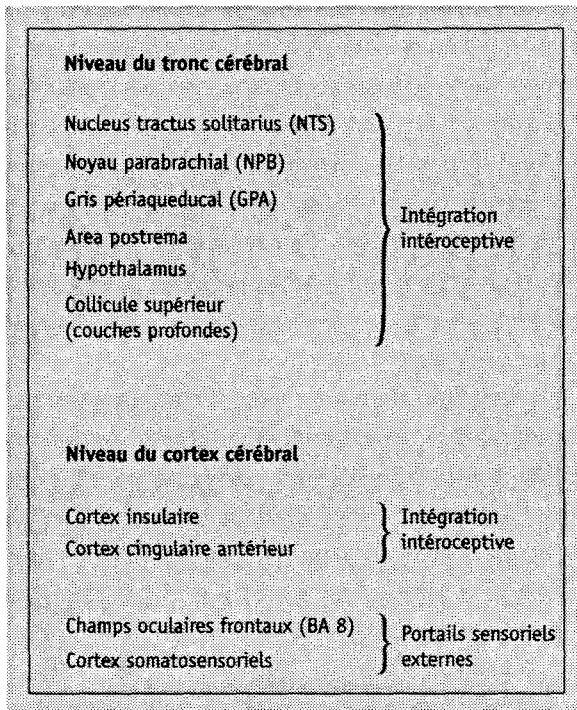 Niveau du tronc cérébral
Nucleus tractus solitarius (NTS)
Noyau parabrachial (NPB)
Gris périaqueducal (GPA)
Area postrema
Hypothalamus
Collicule supérieur
(couches profondes)
Intégration
intéroceptive
Niveau du cortex cérébral
Cortex insulaire
Cortex cingulaire antérieur
Intégration
intéroceptive
Champs oculaires frontaux (BA 8)
Cortex somatosensoriels
Portails sensoriels
externes